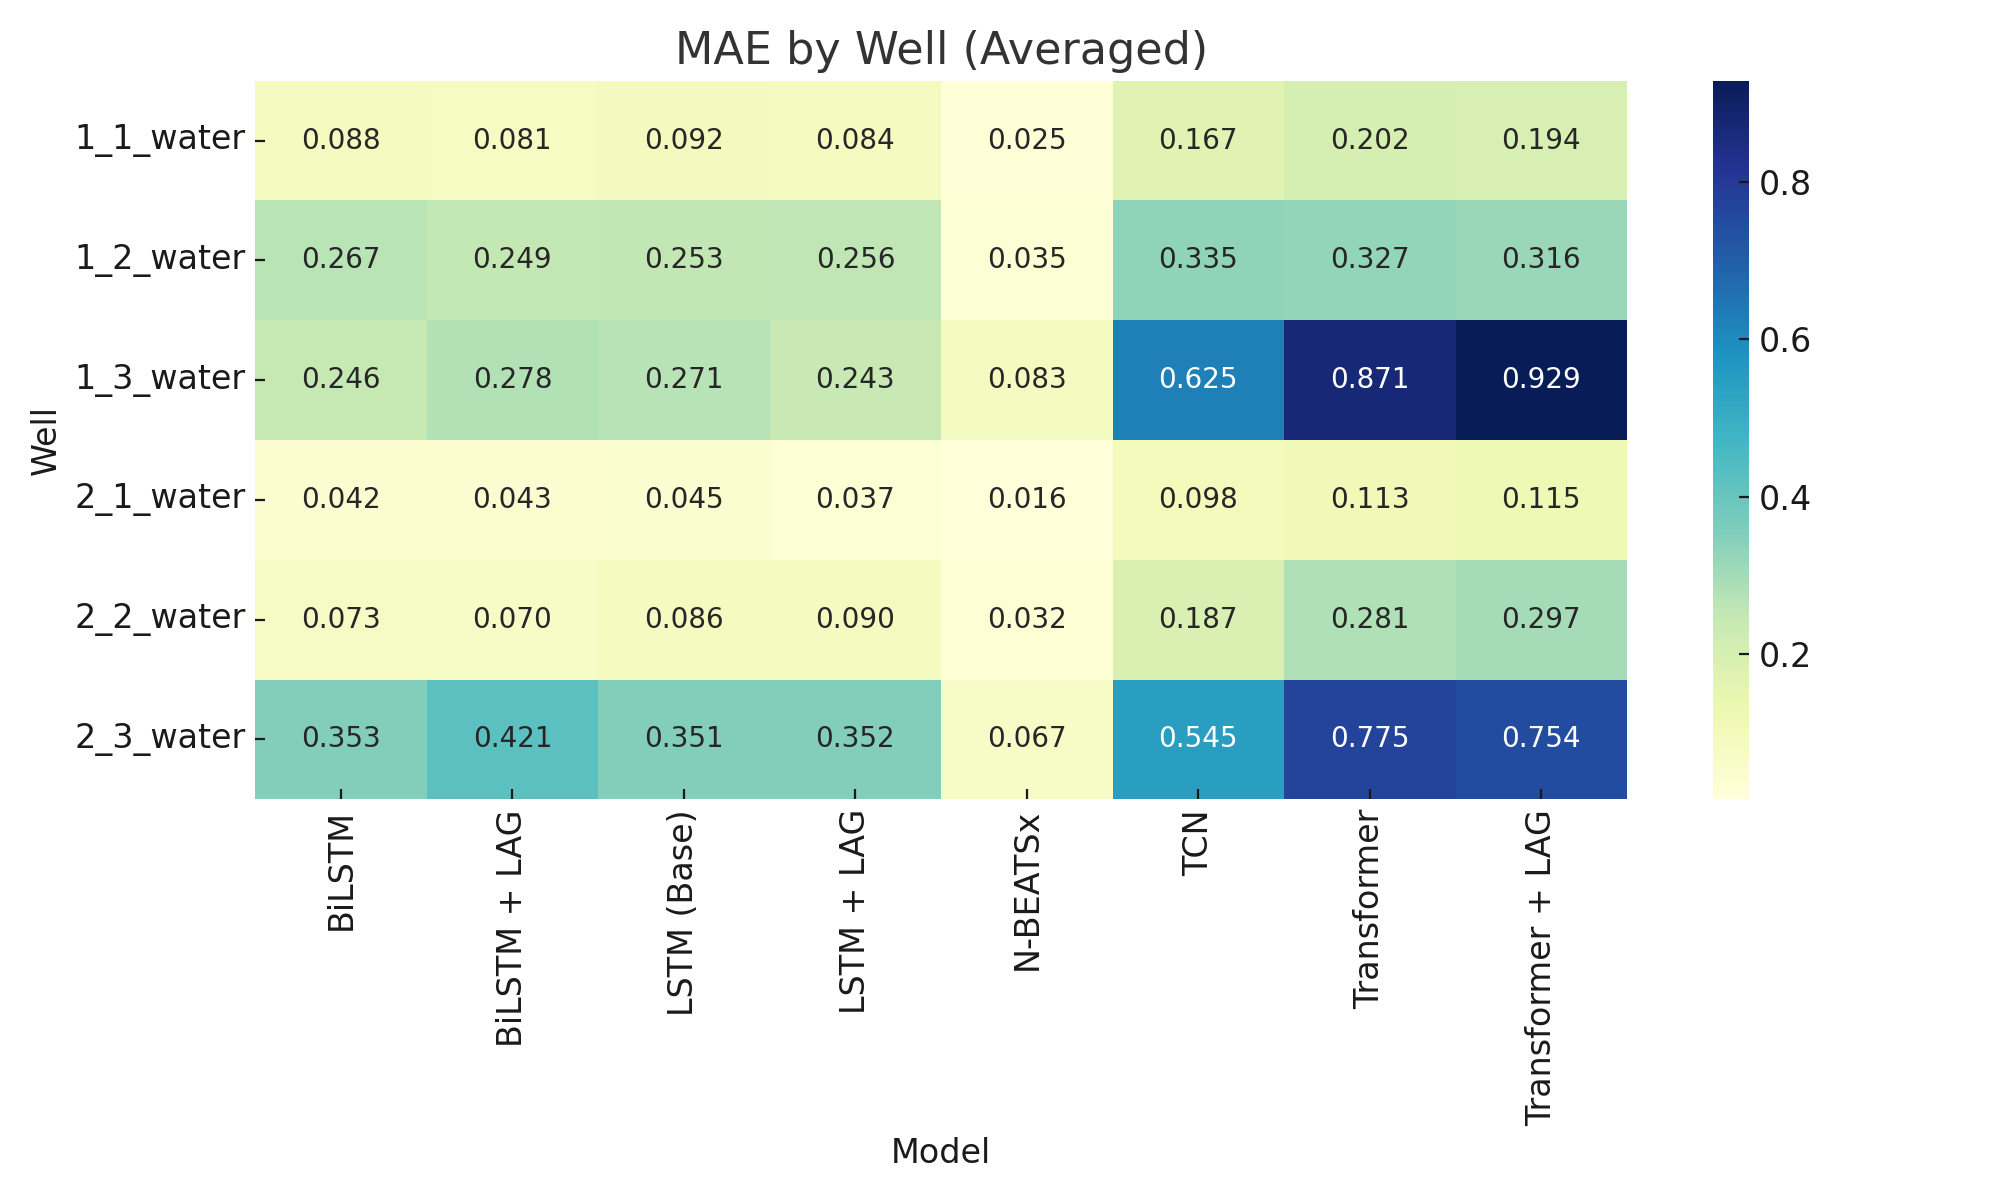 MAE by Well (Averaged)
Well
1_1_water 0.088 0.081 0.092 0.084 0.025 0.167 0.202 0.194
1_2_water 0.267 0.249 0.253 0.256 0.035 0.335 0.327 0.316
1_3_water 0.246 0.278 0.271 0.243 0.083 0.625 0.871 0.929
2_1_water 0.042 0.043 0.045 0.037 0.016 0.098 0.113 0.115
2_2_water 0.073 0.070 0.086 0.090 0.032 0.187 0.281 0.297
2_3_water 0.353 0.421 0.351 0.352 0.067 0.545 0.775 0.754
BiLSTM
BiLSTM + LAG
LSTM (Base)
LSTM + LAG
N-BEATSx
TCN
Transformer
Transformer + LAG
Model
0.8
0.6
0.4
0.2